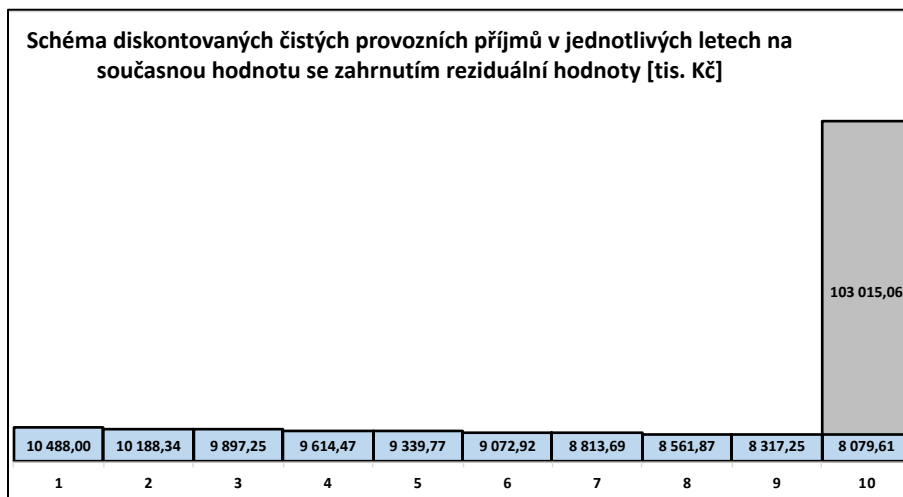 Schéma diskontovaných čistých provozních příjmů v jednotlivých letech na
současnou hodnotu se zahrnutím reziduální hodnoty [tis. Kč]
103 015,06
10 488,00 10 188,34 9 897,25 9 614,47 9 339,77 9 072,92 8 813,69 8 561,87 8 317,25 8 079,61
1 2 3 4 5 6 7 8 9 10